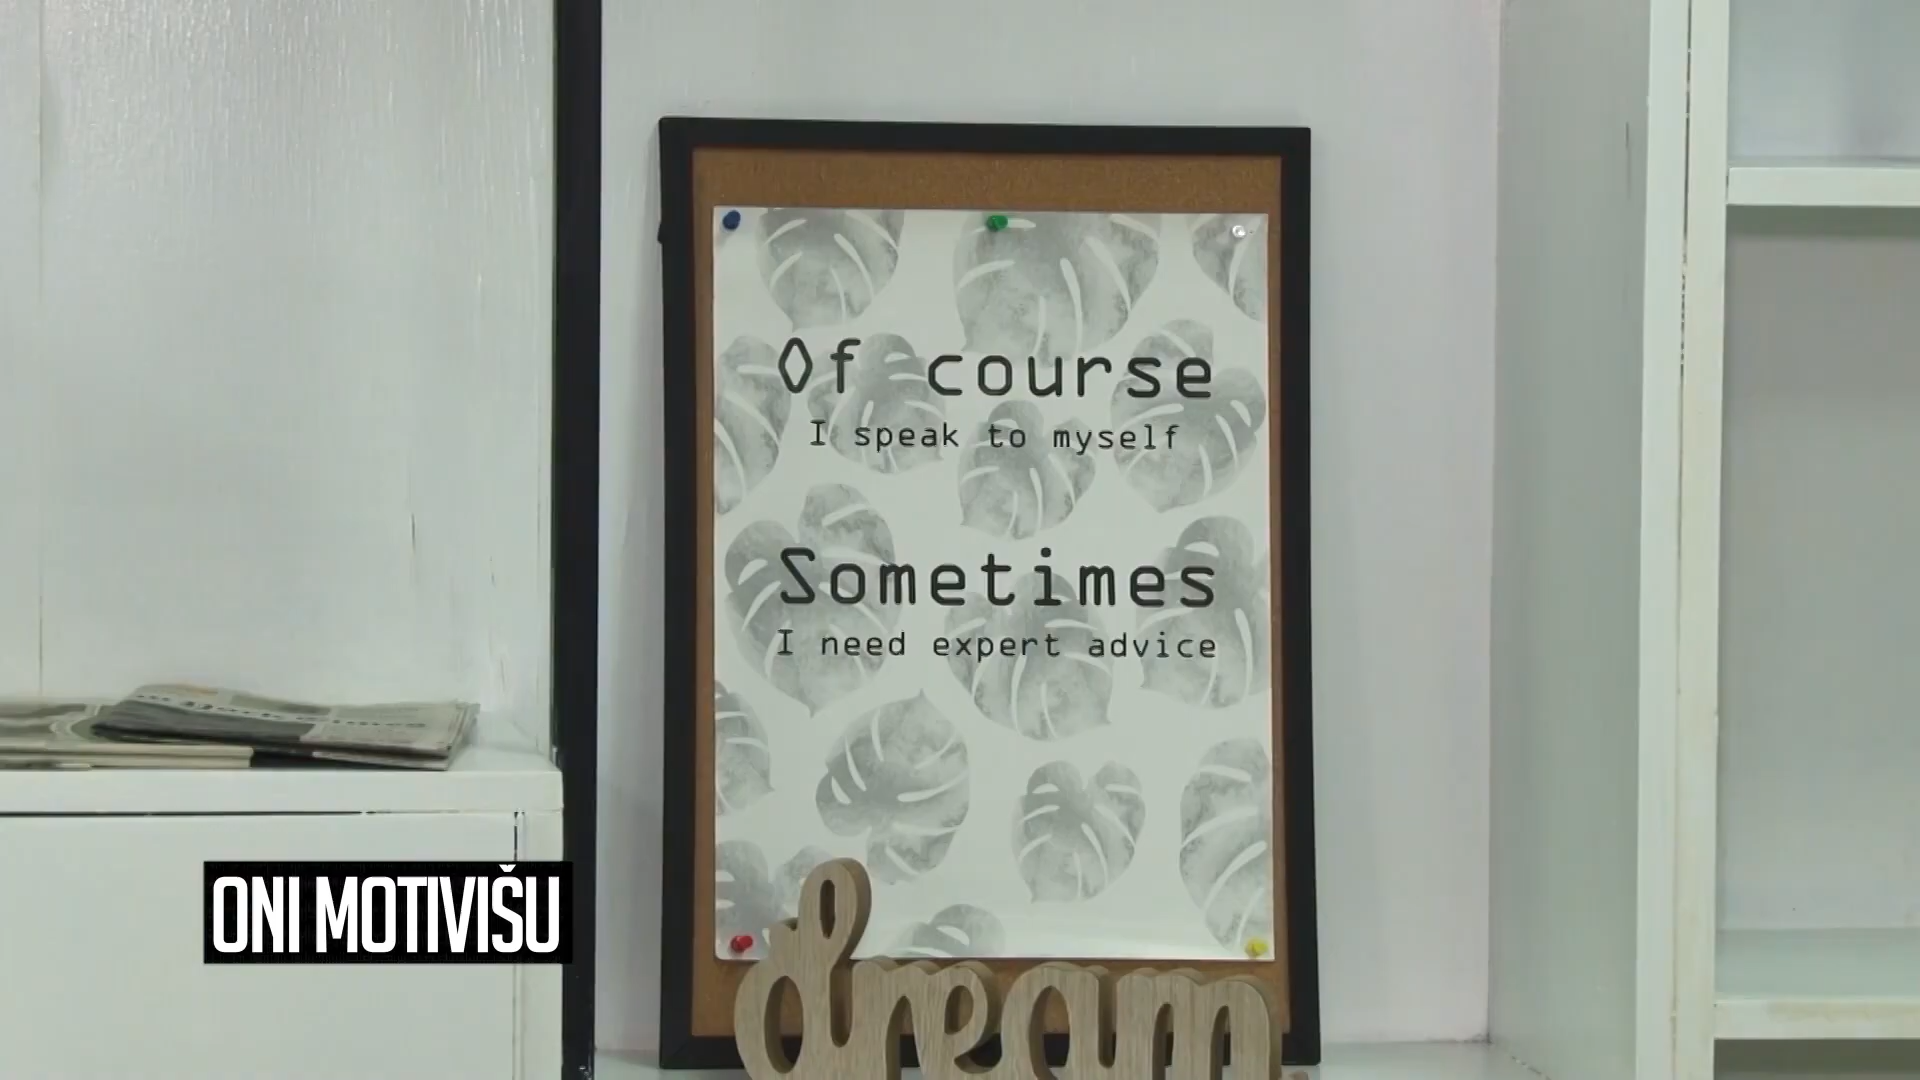 Of course
I speak to myself
Sometimes
I need expert advice
ONI MOTIVIŠU
dream